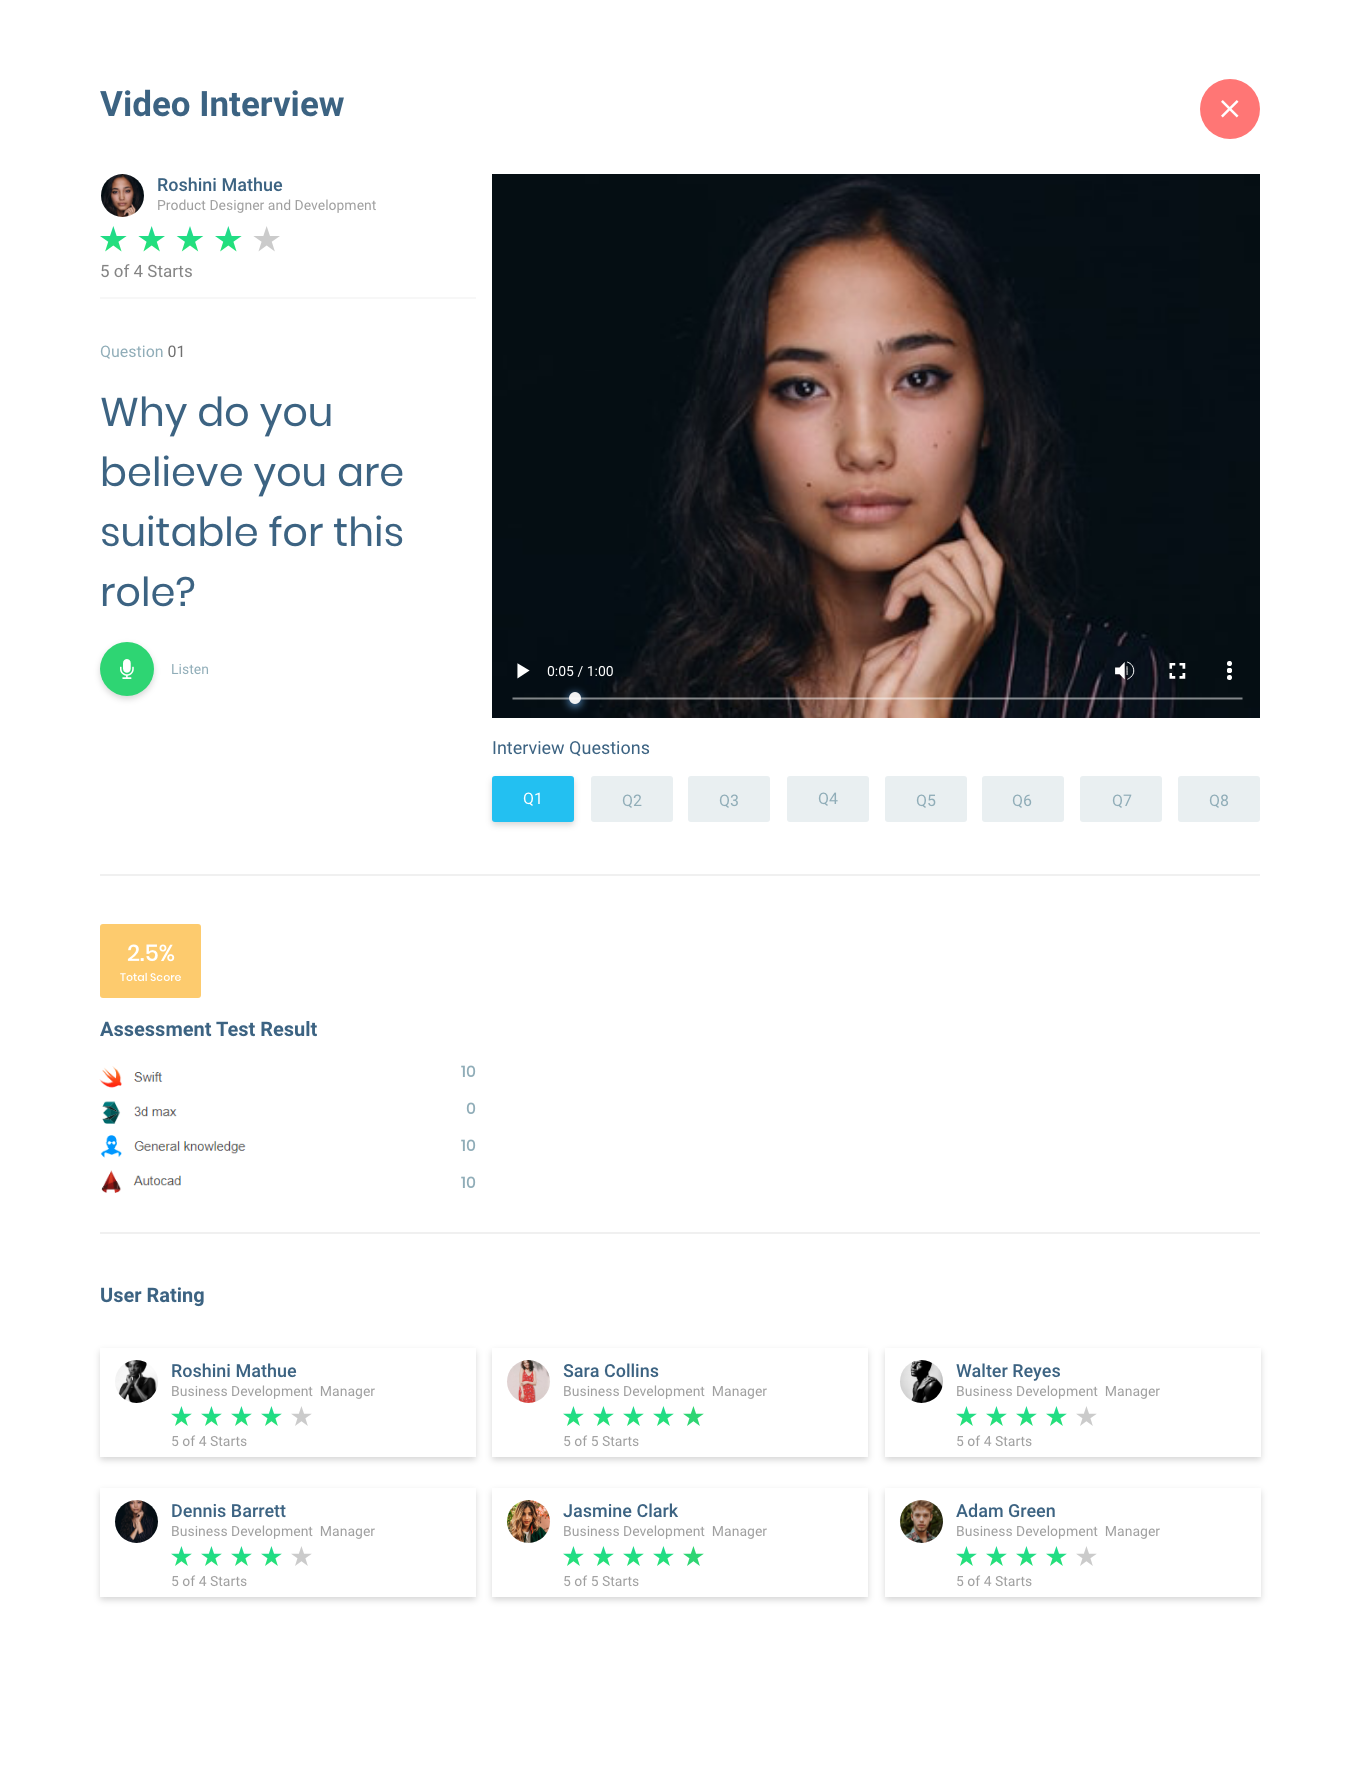 Video Interview
Roshini Mathue
Product Designer and Development
5 of 4 Starts
Question 01
Why do you
believe you are
suitable for this
role?
Listen
0:05 / 1:00
Interview Questions
Q1 Q2 Q3 Q4 Q5 Q6 Q7 Q8
2.5%
Total Score
Assessment Test Result
Swift 10
3d max 0
General knowledge 10
Autocad 10
User Rating
Roshini Mathue
Business Development Manager
5 of 4 Starts
Sara Collins
Business Development Manager
5 of 5 Starts
Walter Reyes
Business Development Manager
5 of 4 Starts
Dennis Barrett
Business Development Manager
5 of 4 Starts
Jasmine Clark
Business Development Manager
5 of 5 Starts
Adam Green
Business Development Manager
5 of 4 Starts